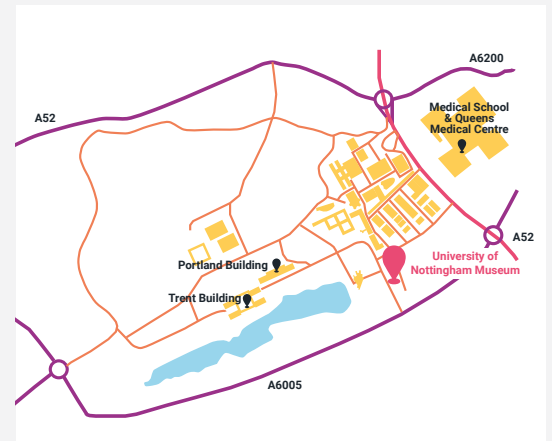 A6200
A52
Medical School
& Queens
Medical Centre
A52
University of
Nottingham Museum
Portland Building
Trent Building
A6005